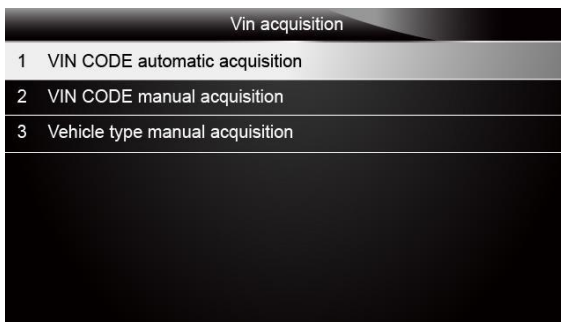 Vin acquisition
1 VIN CODE automatic acquisition
2 VIN CODE manual acquisition
3 Vehicle type manual acquisition